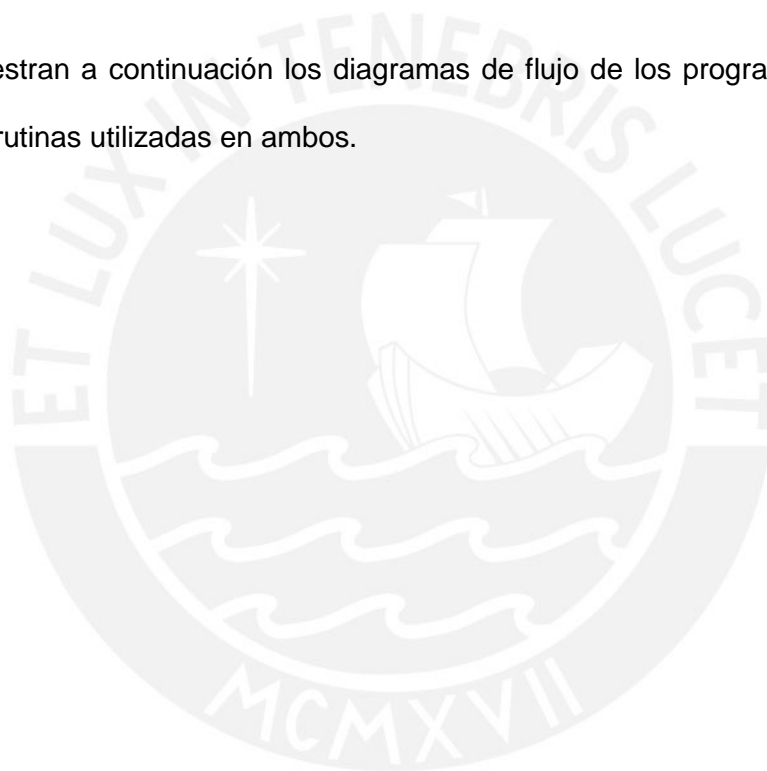 estran a continuación los diagramas de flujo de los progra
rutinas utilizadas en ambos.
ET LUX IN TENEBRIS LUCET
MCMXVII